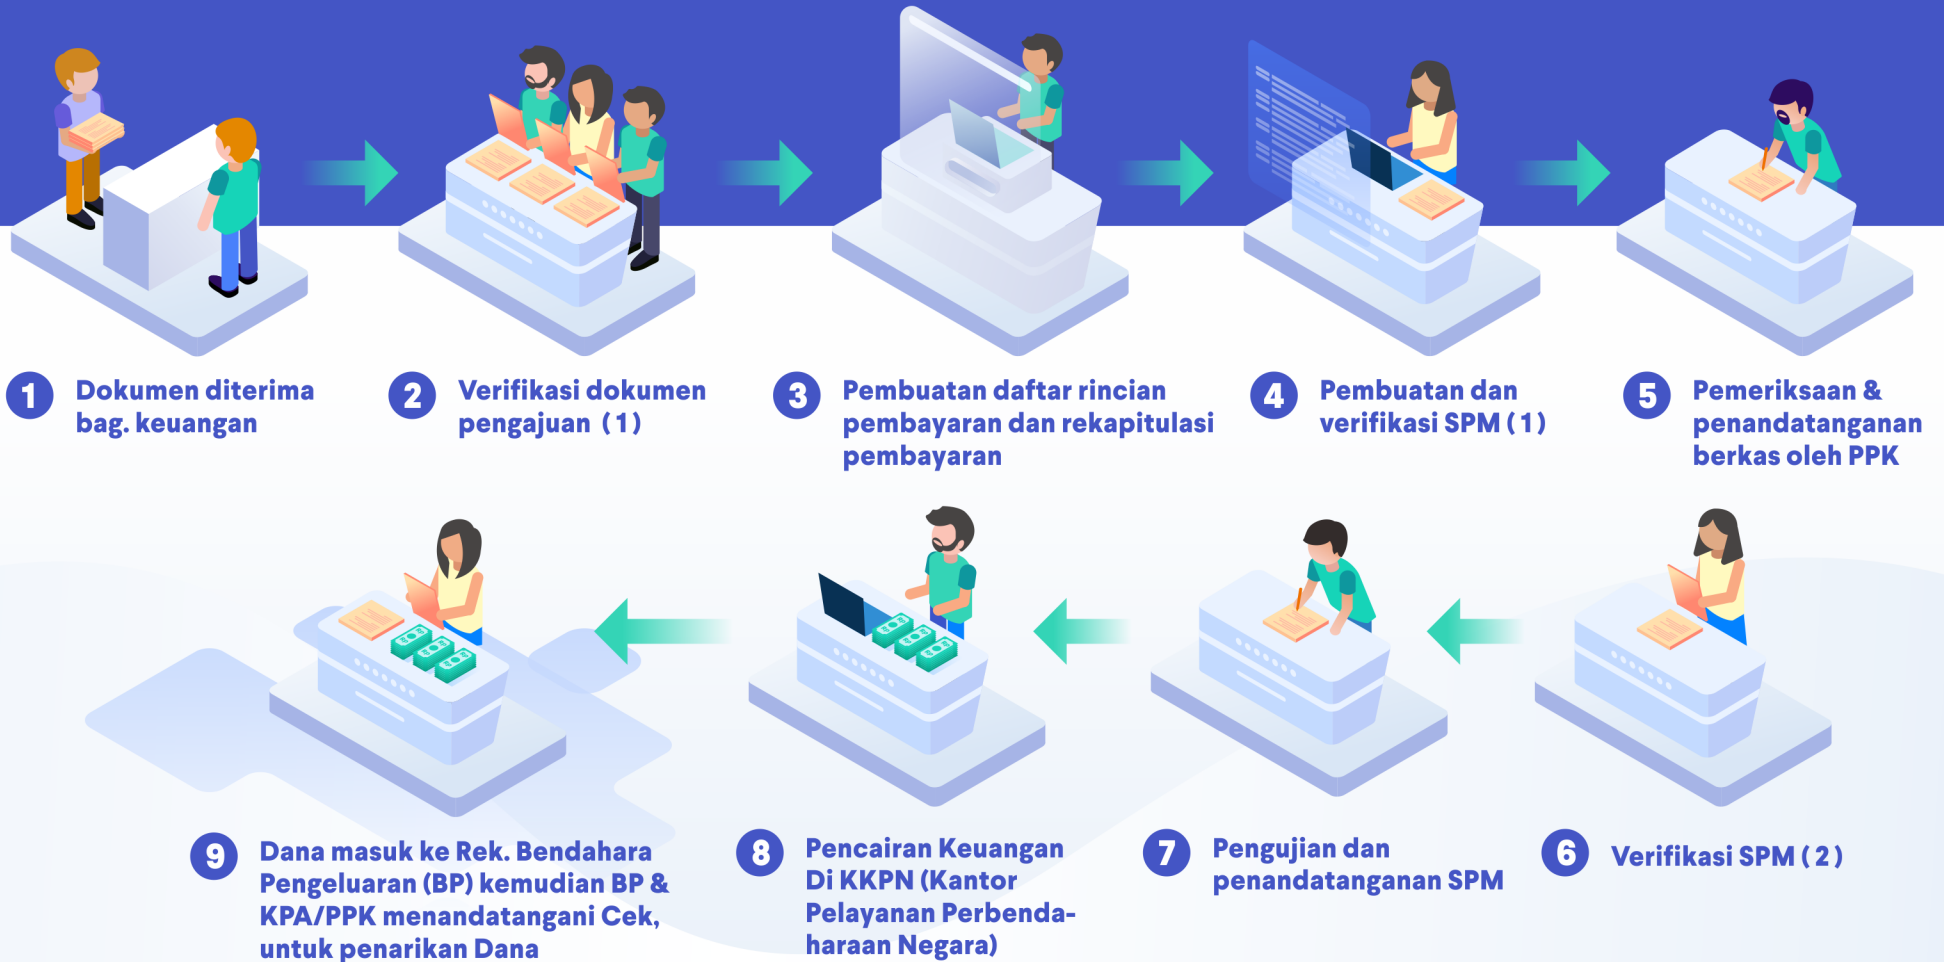 1
Dokumen diterima
bag. keuangan
2
Verifikasi dokumen
pengajuan (1)
3
Pembuatan daftar rincian
pembayaran dan rekapitulasi
pembayaran
4
Pembuatan dan
verifikasi SPM (1)
5
Pemeriksaan &
penandatanganan
berkas oleh PPK
6
Verifikasi SPM (2)
7
Pengujian dan
penandatanganan SPM
8
Pencairan Keuangan
Di KKPN (Kantor
Pelayanan Perbenda-
haraan Negara)
9
Dana masuk ke Rek. Bendahara
Pengeluaran (BP) kemudian BP &
KPA/PPK menandatangani Cek,
untuk penarikan Dana